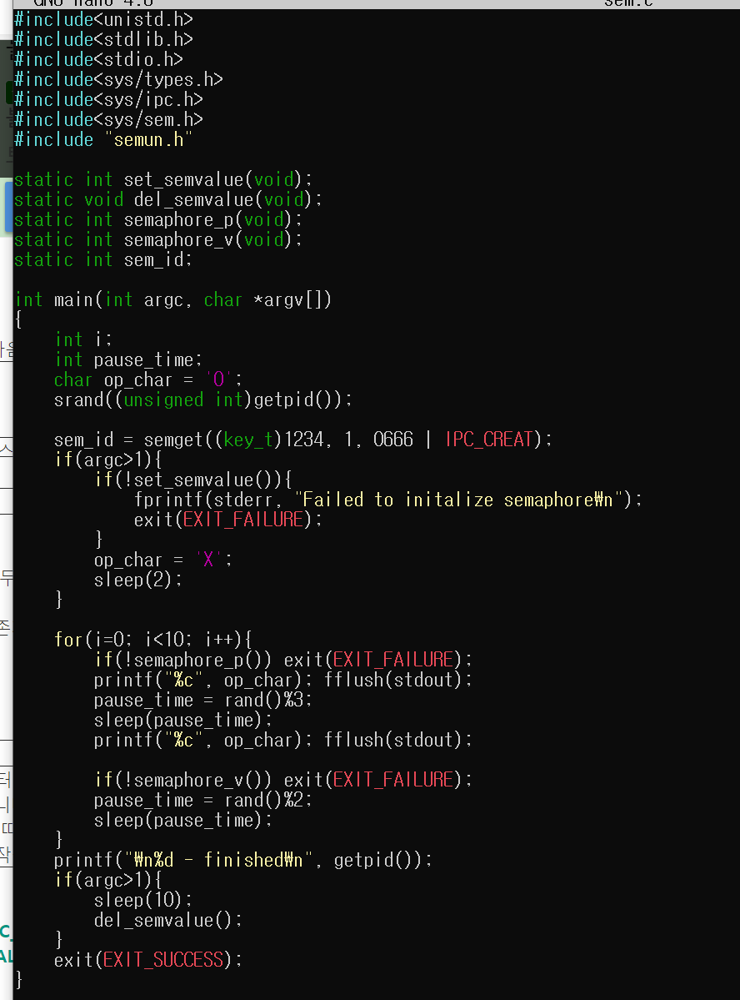 GNU nano 4.8 sem.c
#include<unistd.h>
#include<stdlib.h>
#include<stdio.h>
#include<sys/types.h>
#include<sys/ipc.h>
#include<sys/sem.h>
#include "semun.h"

static int set_semvalue(void);
static void del_semvalue(void);
static int semaphore_p(void);
static int semaphore_v(void);
static int sem_id;

int main(int argc, char *argv[])
{
    int i;
    int pause_time;
    char op_char = 'O';
    srand((unsigned int)getpid());

    sem_id = semget((key_t)1234, 1, 0666 | IPC_CREAT);
    if(argc>1){
        if(!set_semvalue()){
            fprintf(stderr, "Failed to initalize semaphore₩n");
            exit(EXIT_FAILURE);
        }
        op_char = 'X';
        sleep(2);
    }

    for(i=0; i<10; i++){
        if(!semaphore_p()) exit(EXIT_FAILURE);
        printf("%c", op_char); fflush(stdout);
        pause_time = rand()%3;
        sleep(pause_time);
        printf("%c", op_char); fflush(stdout);

        if(!semaphore_v()) exit(EXIT_FAILURE);
        pause_time = rand()%2;
        sleep(pause_time);
    }
    printf("₩n%d - finished₩n", getpid());
    if(argc>1){
        sleep(10);
        del_semvalue();
    }
    exit(EXIT_SUCCESS);
}